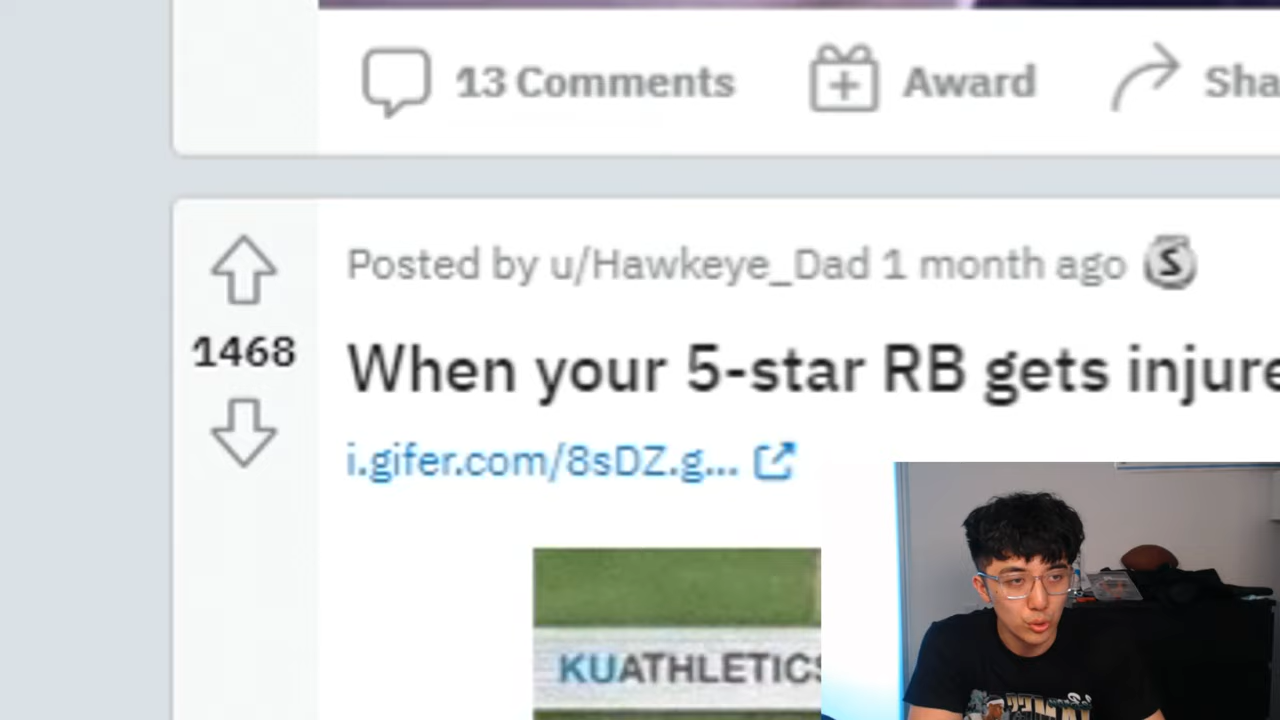 13 Comments
Award
Sha
Posted by u/Hawkeye_Dad 1 month ago
1468
When your 5-star RB gets injure
i.gifer.com/8sDZ.g...
KUATHLETICS